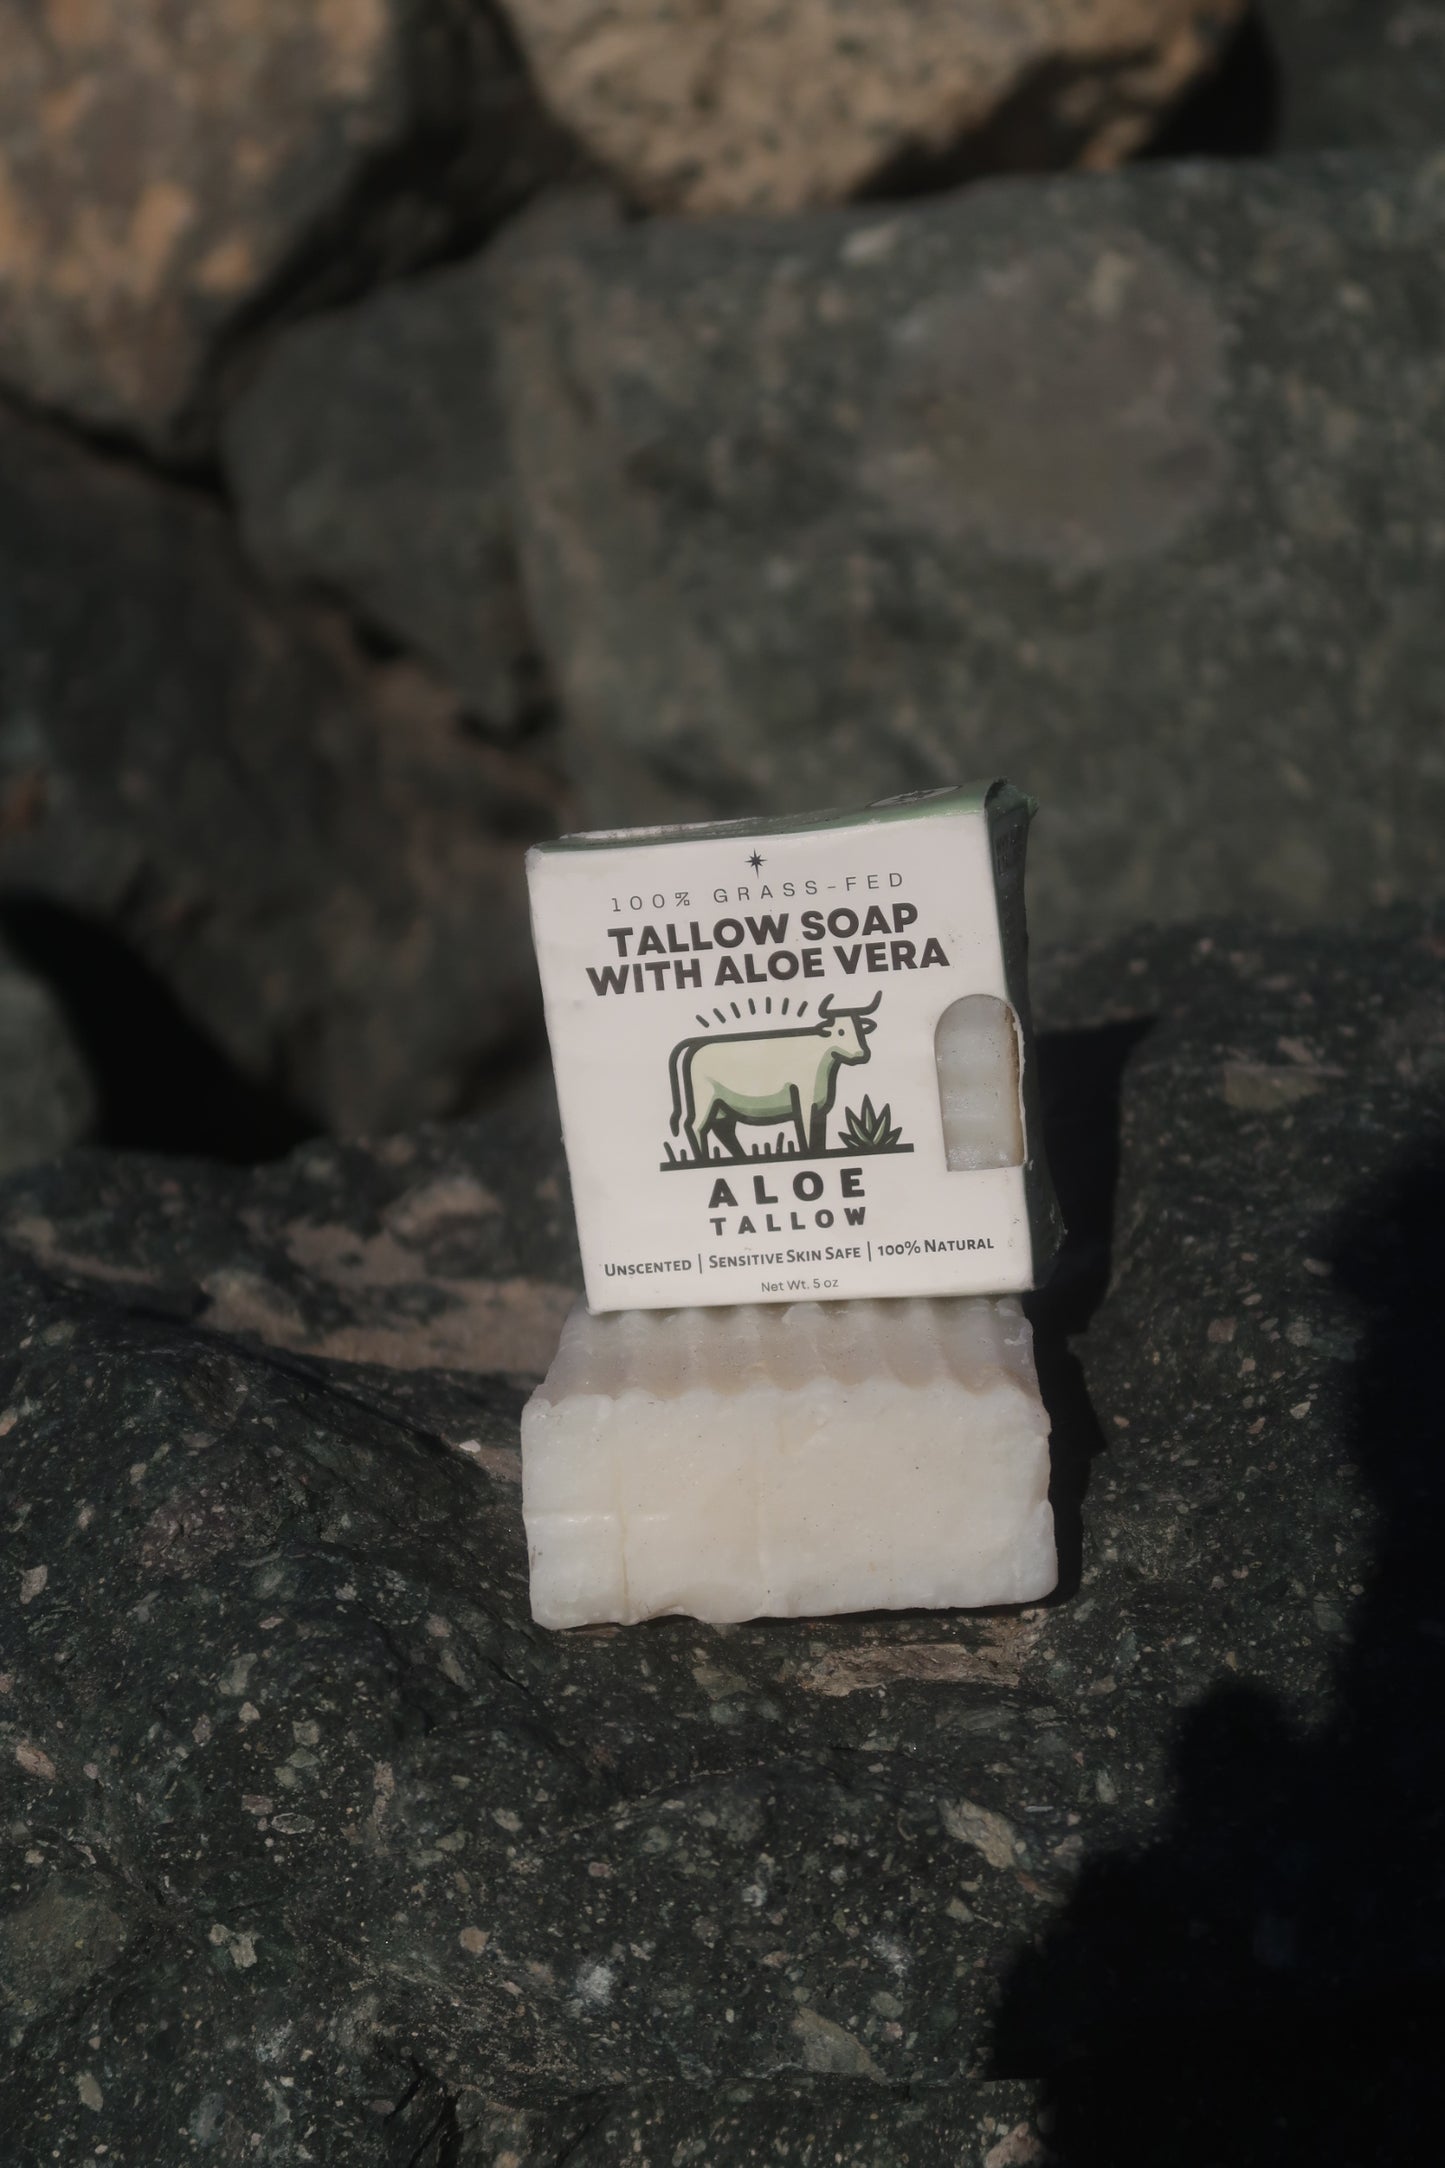 100% GRASS-FED
TALLOW SOAP
WITH ALOE VERA
ALOE
TALLOW
UNSCENTED | SENSITIVE SKIN SAFE | 100% NATURAL
Net Wt. 5 oz